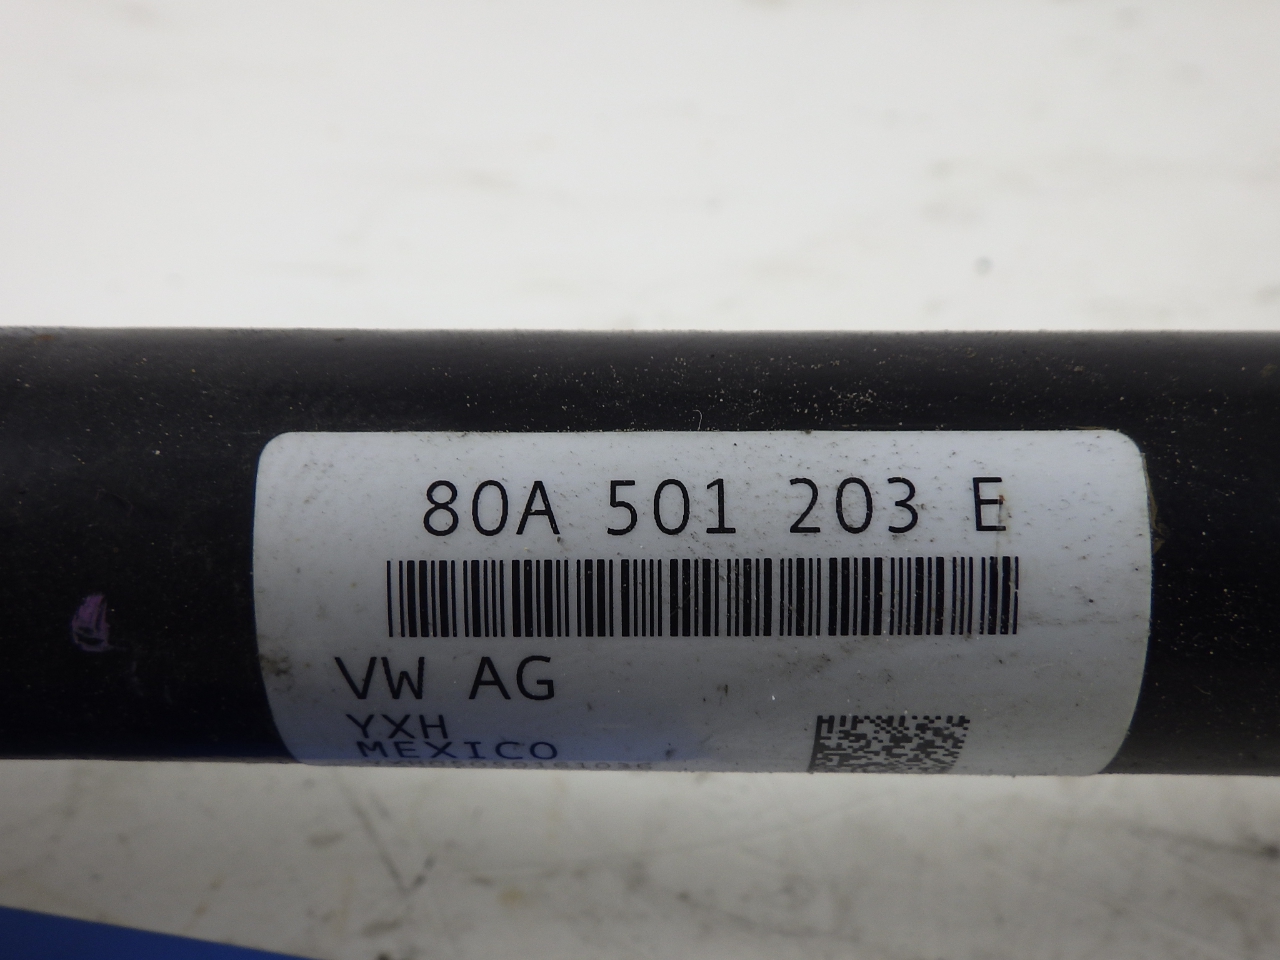 80A 501 203 E
VW AG
YXH
MEXICO